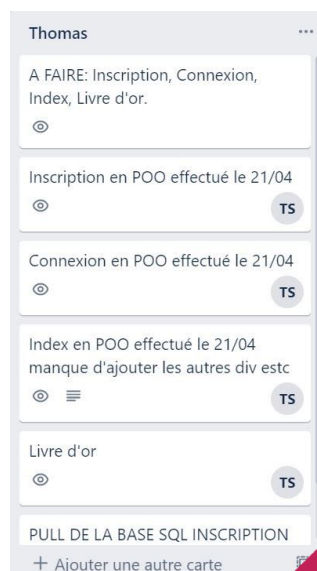 Thomas
A FAIRE: Inscription, Connexion,
Index, Livre d'or.
Inscription en POO effectué le 21/04
TS
Connexion en POO effectué le 21/04
TS
Index en POO effectué le 21/04
manque d'ajouter les autres div estc
TS
Livre d'or
TS
PULL DE LA BASE SQL INSCRIPTION
+ Ajouter une autre carte